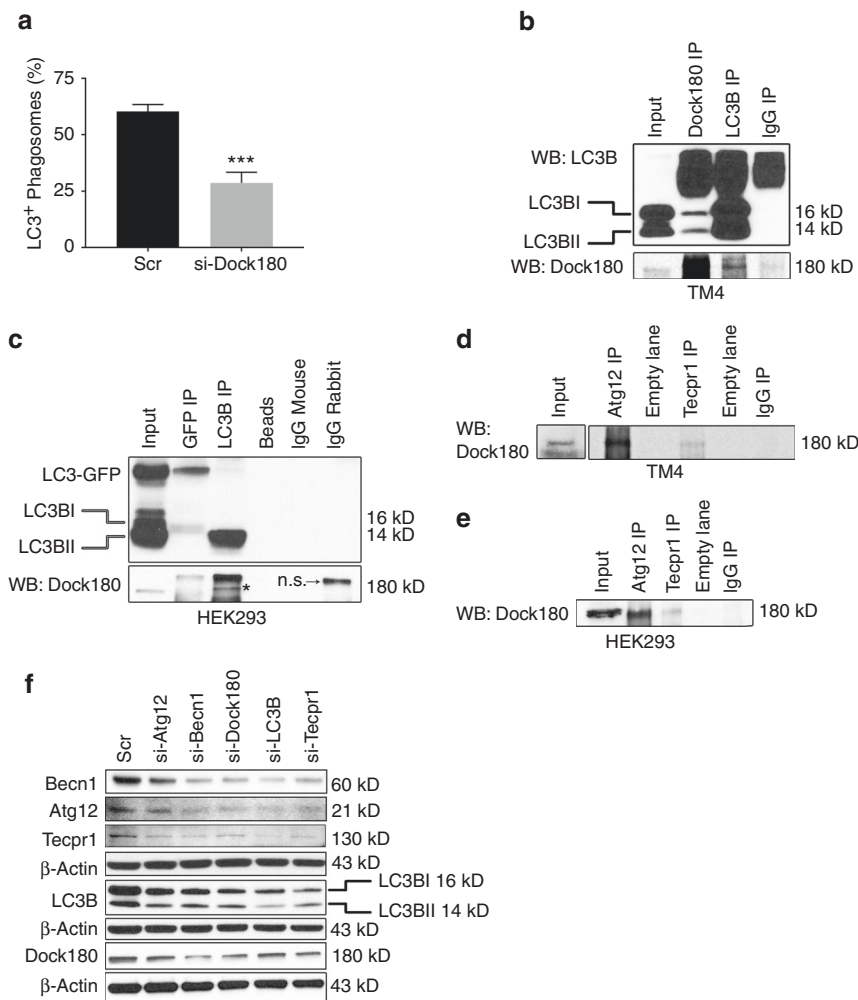 a
LC3+ Phagosomes (%)
75
50
25
0
***
Scr
si-Dock180
b
Input
Dock180 IP
LC3B IP
IgG IP
WB: LC3B
LC3BI
16 kD
LC3BII
14 kD
WB: Dock180
180 kD
TM4
c
Input
GFP IP
LC3B IP
Beads
IgG Mouse
IgG Rabbit
LC3-GFP
LC3BI
16 kD
LC3BII
14 kD
WB: Dock180
*
n.s.→
180 kD
HEK293
d
Input
Atg12 IP
Empty lane
Tecpr1 IP
Empty lane
IgG IP
WB:
Dock180
180 kD
TM4
e
Input
Atg12 IP
Tecpr1 IP
Empty lane
IgG IP
WB: Dock180
180 kD
HEK293
f
Scr
si-Atg12
si-Becn1
si-Dock180
si-LC3B
si-Tecpr1
Becn1
60 kD
Atg12
21 kD
Tecpr1
130 kD
β-Actin
43 kD
LC3B
LC3BI 16 kD
LC3BII 14 kD
β-Actin
43 kD
Dock180
180 kD
β-Actin
43 kD